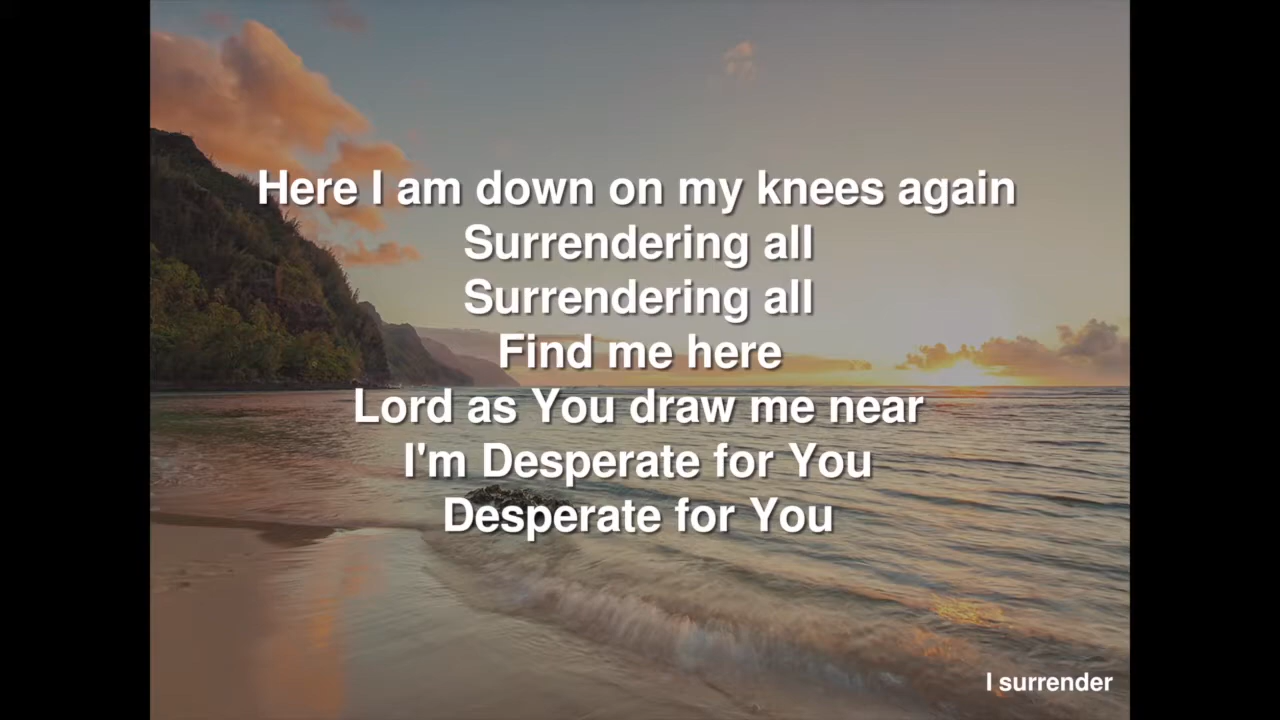 Here I am down on my knees again
Surrendering all
Surrendering all
Find me here
Lord as You draw me near
I'm Desperate for You
Desperate for You
I surrender